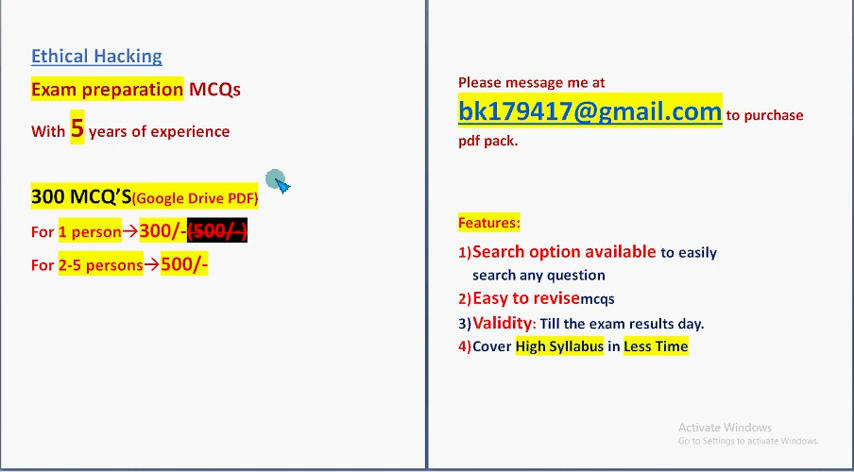 Ethical Hacking
Exam preparation MCQs
With 5 years of experience
300 MCQ'S(Google Drive PDF)
For 1 person→300/-(500/-)
For 2-5 persons→500/-
Please message me at
bk179417@gmail.com to purchase
pdf pack.
Features:
1)Search option available to easily
search any question
2)Easy to revisemcqs
3)Validity: Till the exam results day.
4)Cover High Syllabus in Less Time
Activate Windows
Go to Settings to activate Windows.